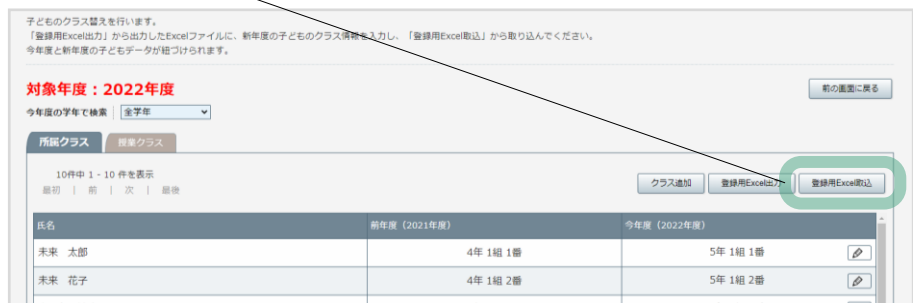 子どものクラス替えを行います。
「登録用Excel出力」から出力したExcelファイルに、新年度の子どものクラス情報を入力し、「登録用Excel取込」から取り込んでください。
今年度と新年度の子どもデータが紐づけられます。
対象年度：2022年度
前の画面に戻る
今年度の学年で検索 全学年
所属クラス 授業クラス
10件中 1 - 10 件を表示
最初 | 前 | 次 | 最後
クラス追加 登録用Excel出力 登録用Excel取込
氏名 前年度（2021年度） 今年度（2022年度）
未来 太郎 4年 1組 1番 5年 1組 1番
未来 花子 4年 1組 2番 5年 1組 2番